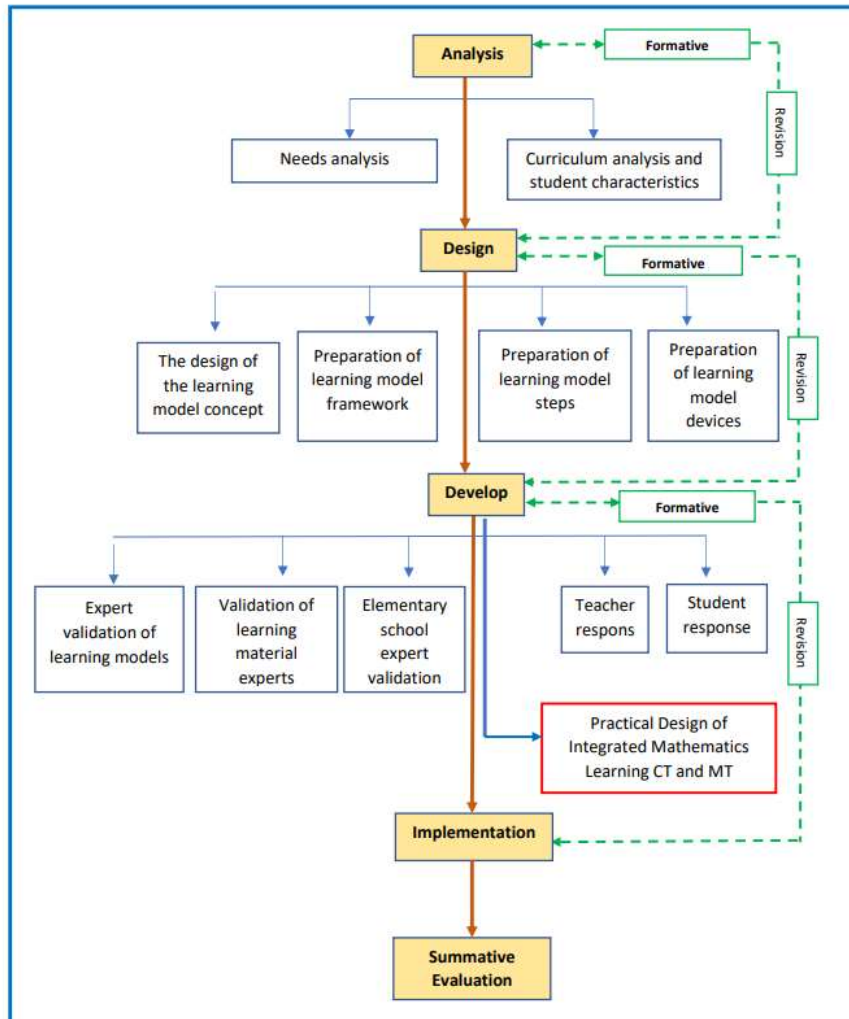 Analysis
Formative
Revision
Needs analysis
Curriculum analysis and
student characteristics
Design
Formative
Revision
The design of
the learning
model concept
Preparation of
learning model
framework
Preparation of
learning model
steps
Preparation
of learning
model
devices
Develop
Formative
Revision
Expert
validation of
learning models
Validation of
learning
material experts
Elementary
school
expert
validation
Teacher
respons
Student
response
Practical Design of
Integrated Mathematics
Learning CT and MT
Implementation
Summative
Evaluation